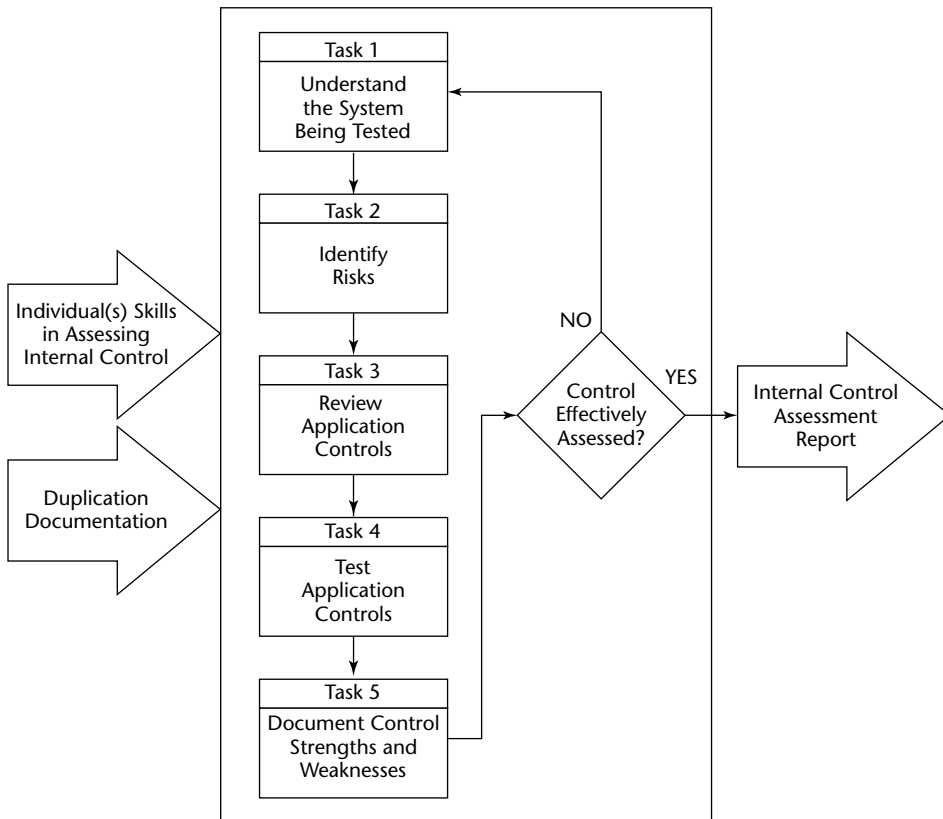 Task 1
Understand
the System
Being Tested
Task 2
Identify
Risks
Individual(s) Skills
in Assessing
Internal Control
Task 3
Review
Application
Controls
NO
Control
Effectively
Assessed?
YES
Internal Control
Assessment
Report
Duplication
Documentation
Task 4
Test
Application
Controls
Task 5
Document Control
Strengths and
Weaknesses